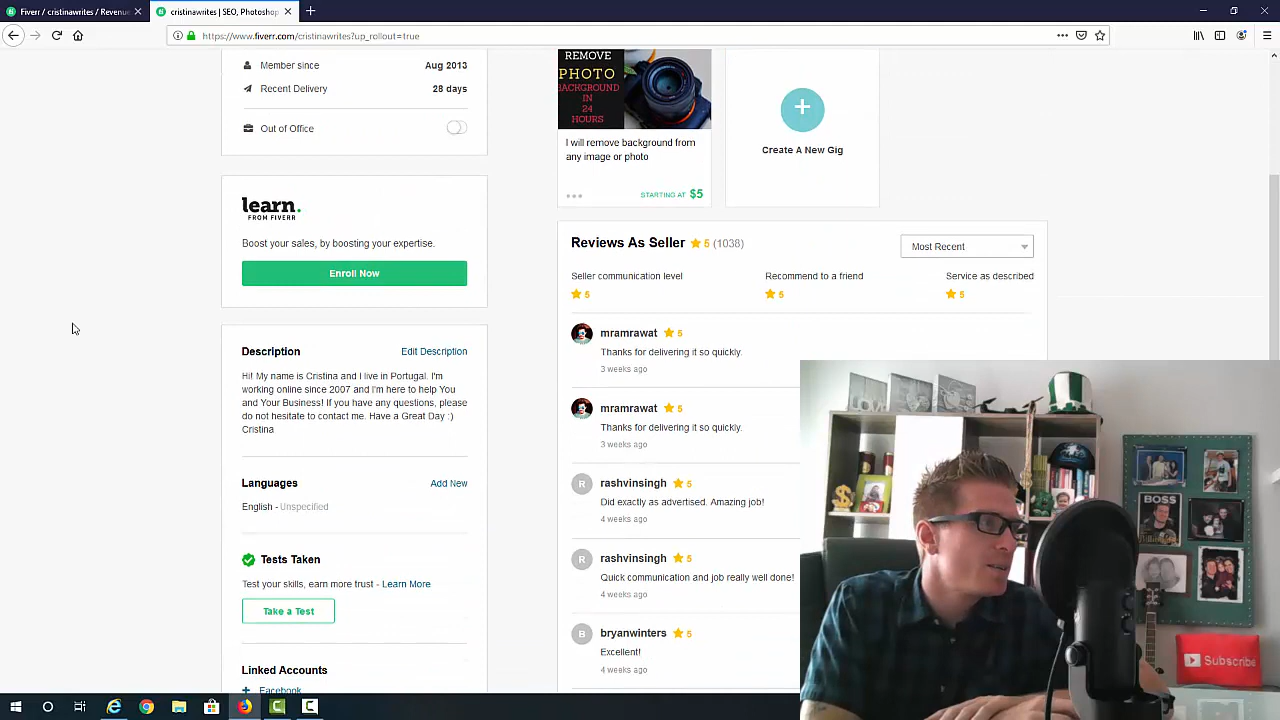 Fiverr / cristinawrites / Revenue
cristinawrites | SEO, Photoshop
https://www.fiverr.com/cristinawrites?up_rollout=true
Member since Aug 2013
Recent Delivery 28 days
Out of Office
learn.
FROM FIVERR
Boost your sales, by boosting your expertise.
Enroll Now
Description Edit Description
Hi! My name is Cristina and I live in Portugal. I'm
working online since 2007 and I'm here to help You
and Your Business! If you have any questions, please
do not hesitate to contact me. Have a Great Day :)
Cristina
Languages Add New
English - Unspecified
Tests Taken
Test your skills, earn more trust - Learn More
Take a Test
Linked Accounts
Facebook
REMOVE
PHOTO
BACKGROUND
IN
24
HOURS
I will remove background from
any image or photo
STARTING AT $5
Create A New Gig
Reviews As Seller 5 (1038)
Most Recent
Seller communication level Recommend to a friend Service as described
5 5 5
mramrawat 5
Thanks for delivering it so quickly.
3 weeks ago
mramrawat 5
Thanks for delivering it so quickly.
3 weeks ago
R rashvinsingh 5
Did exactly as advertised. Amazing job!
4 weeks ago
R rashvinsingh 5
Quick communication and job really well done!
4 weeks ago
B bryanwinters 5
Excellent!
4 weeks ago
BOSS
Subscribe